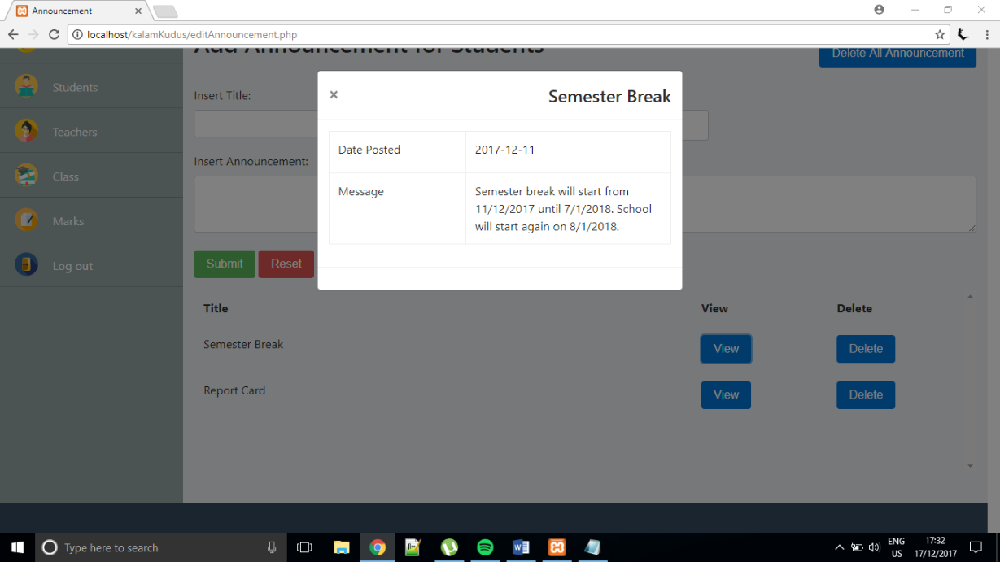 Announcement
localhost/kalamKudus/editAnnouncement.php
Add Announcement for Students
Delete All Announcement
Students
Teachers
Class
Marks
Log out
Insert Title:
Insert Announcement:
Submit Reset
× Semester Break
Date Posted 2017-12-11
Message Semester break will start from
11/12/2017 until 7/1/2018. School
will start again on 8/1/2018.
Title View Delete
Semester Break View Delete
Report Card View Delete
Type here to search
ENG
US
17:32
17/12/2017